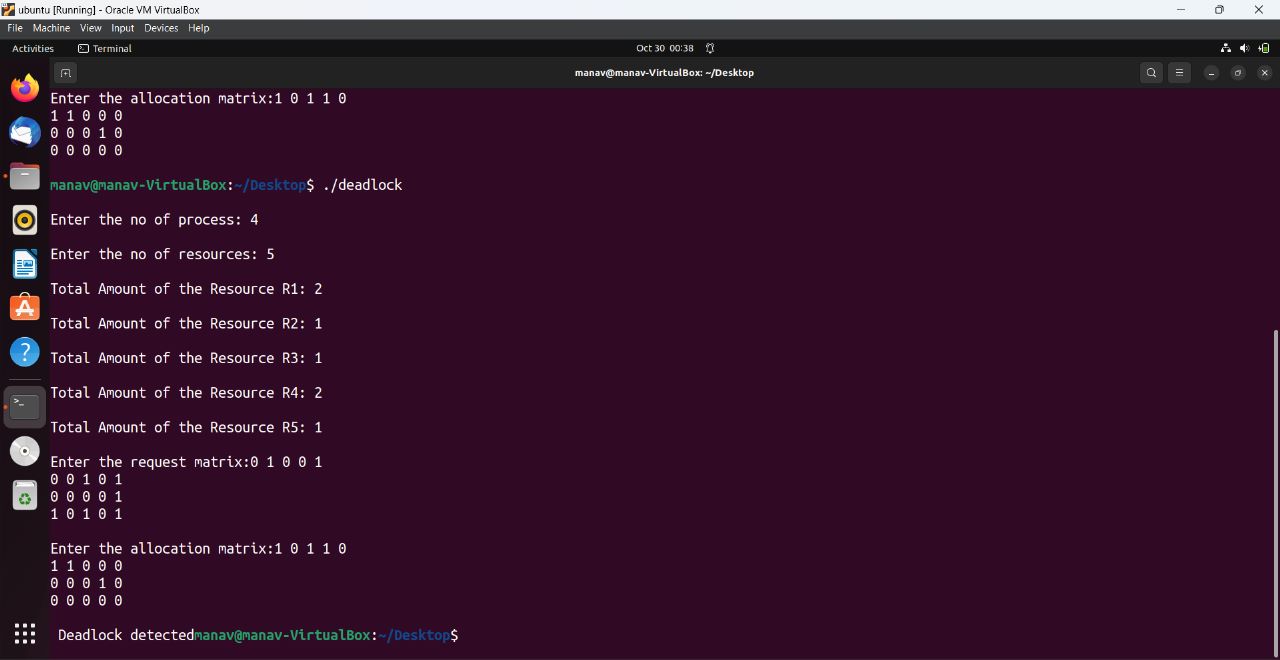 ubuntu [Running] - Oracle VM VirtualBox
File Machine View Input Devices Help
Activities Terminal Oct 30 00:38
manav@manav-VirtualBox: ~/Desktop
Enter the allocation matrix:1 0 1 1 0
1 1 0 0 0
0 0 0 1 0
0 0 0 0 0
manav@manav-VirtualBox:~/Desktop$ ./deadlock
Enter the no of process: 4
Enter the no of resources: 5
Total Amount of the Resource R1: 2
Total Amount of the Resource R2: 1
Total Amount of the Resource R3: 1
Total Amount of the Resource R4: 2
Total Amount of the Resource R5: 1
Enter the request matrix:0 1 0 0 1
0 0 1 0 1
0 0 0 0 1
1 0 1 0 1
Enter the allocation matrix:1 0 1 1 0
1 1 0 0 0
0 0 0 1 0
0 0 0 0 0
Deadlock detectedmanav@manav-VirtualBox:~/Desktop$